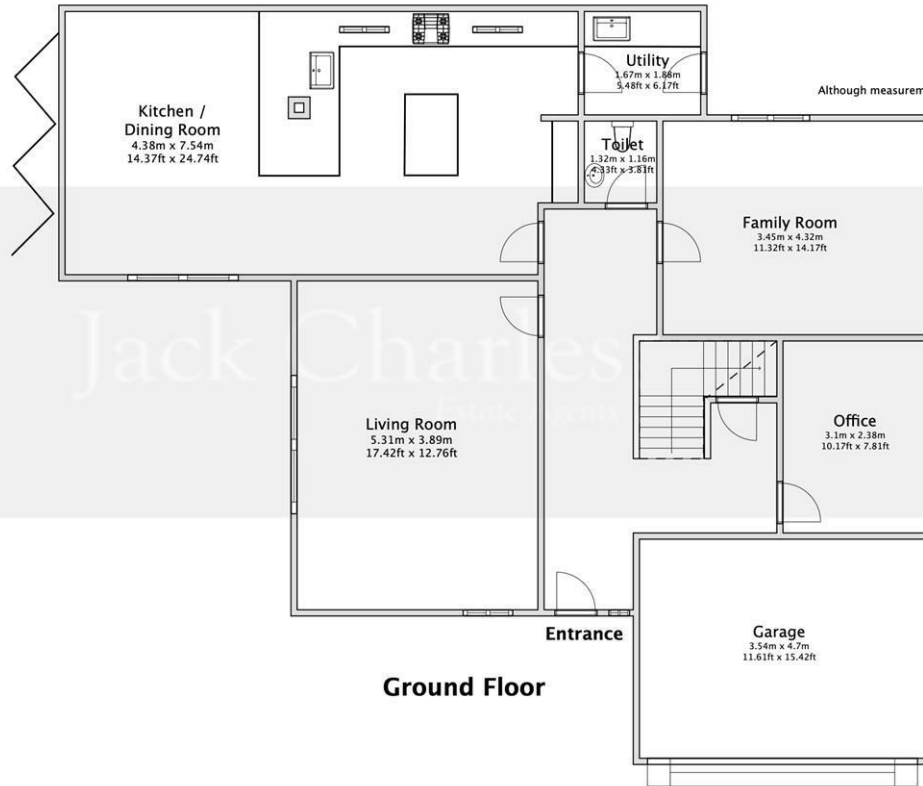 Utility
1.67m x 1.88m
5.48ft x 6.17ft
Although measurem
Kitchen /
Dining Room
4.38m x 7.54m
14.37ft x 24.74ft
Toilet
1.32m x 1.16m
4.33ft x 3.81ft
Family Room
3.45m x 4.32m
11.32ft x 14.17ft
Jack Charles
Estate Agents
Living Room
5.31m x 3.89m
17.42ft x 12.76ft
Office
3.1m x 2.38m
10.17ft x 7.81ft
Entrance
Garage
3.54m x 4.7m
11.61ft x 15.42ft
Ground Floor